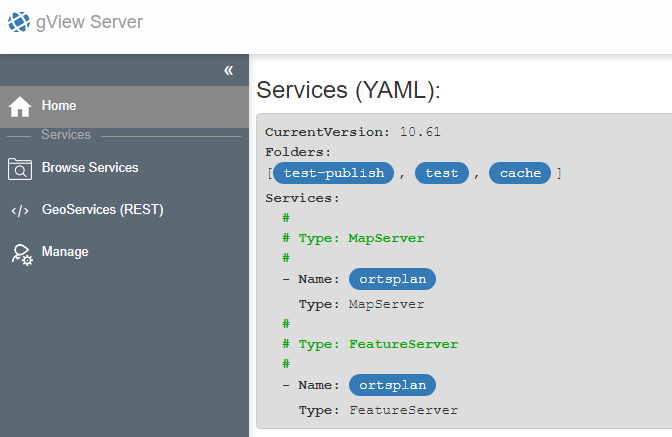 gView Server
«
Home
Services
Browse Services
</> GeoServices (REST)
Manage
Services (YAML):
CurrentVersion: 10.61
Folders:
[ test-publish , test , cache ]
Services:
#
# Type: MapServer
#
- Name: ortsplan
Type: MapServer
#
# Type: FeatureServer
#
- Name: ortsplan
Type: FeatureServer